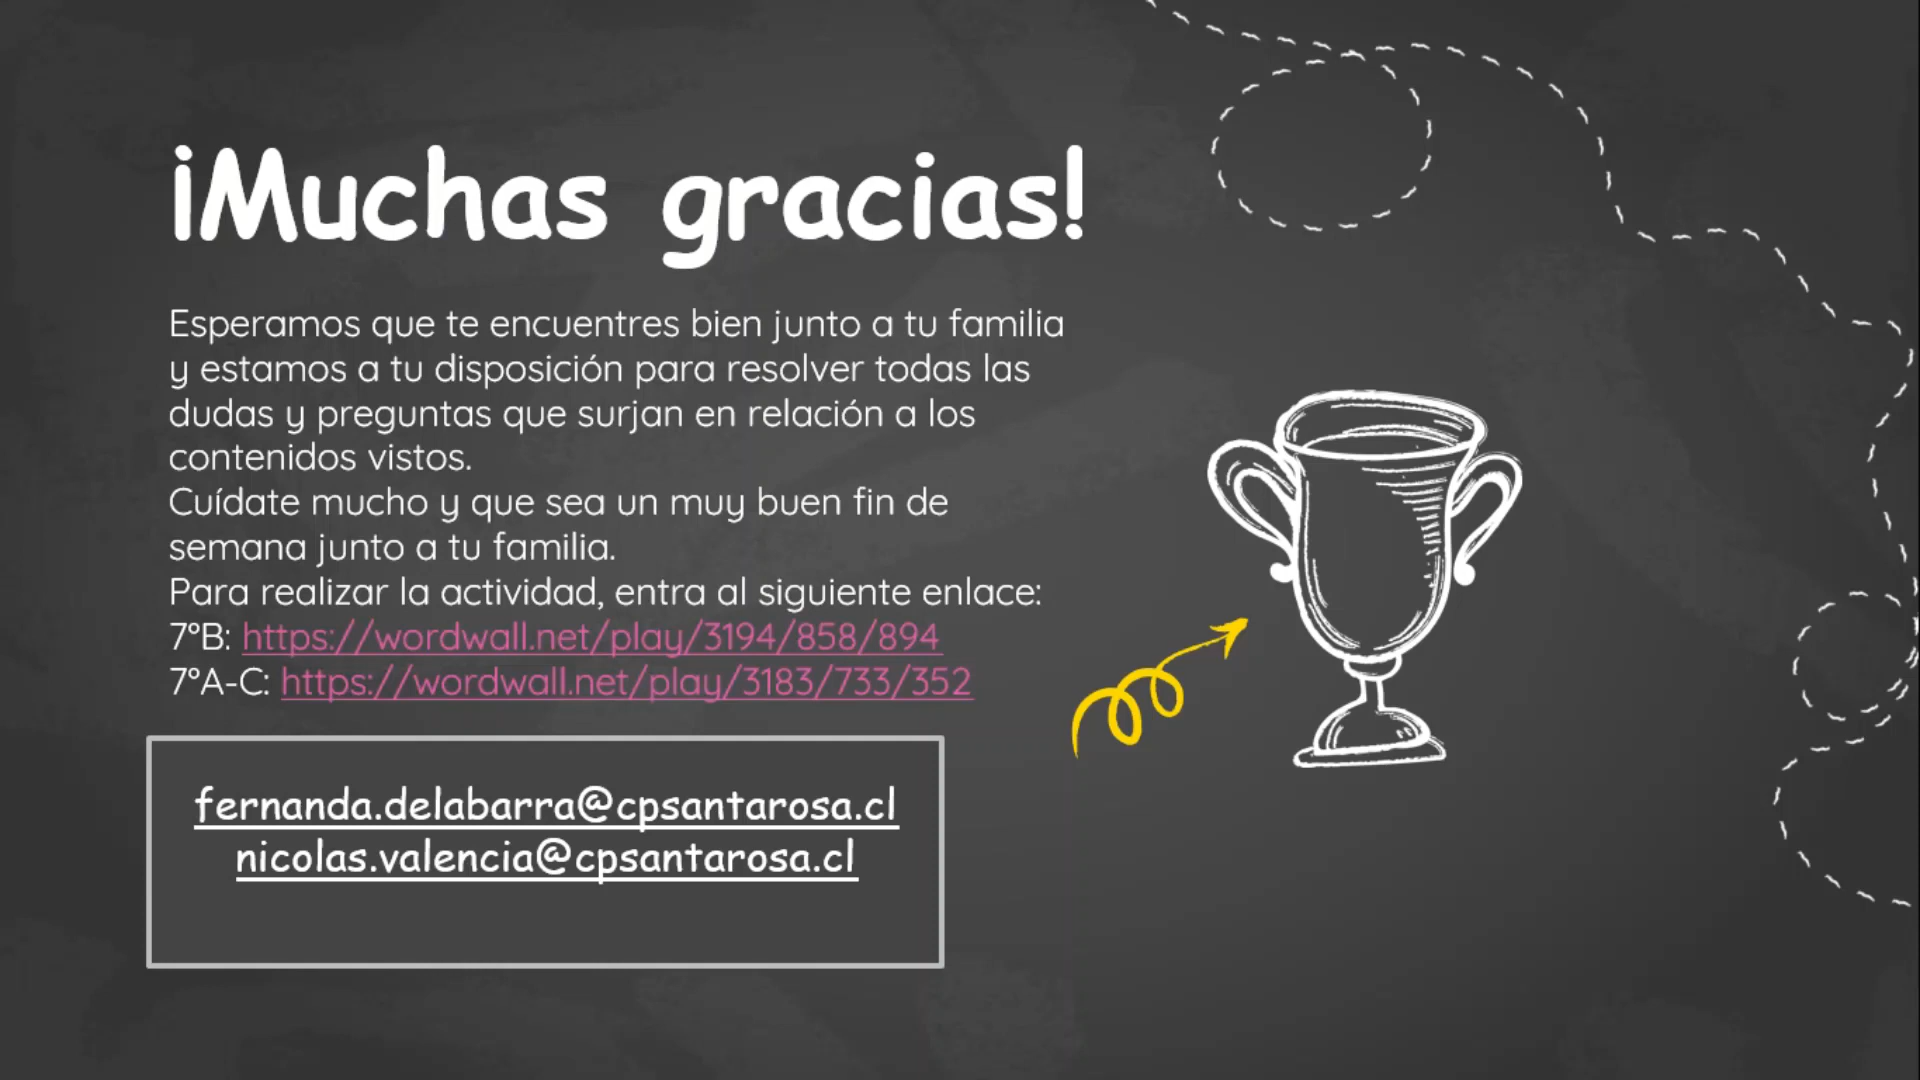 ¡Muchas gracias!
Esperamos que te encuentres bien junto a tu familia
y estamos a tu disposición para resolver todas las
dudas y preguntas que surjan en relación a los
contenidos vistos.
Cuídate mucho y que sea un muy buen fin de
semana junto a tu familia.
Para realizar la actividad, entra al siguiente enlace:
7°B: https://wordwall.net/play/3194/858/894
7°A-C: https://wordwall.net/play/3183/733/352
fernanda.delabarra@cpsantarosa.cl
nicolas.valencia@cpsantarosa.cl